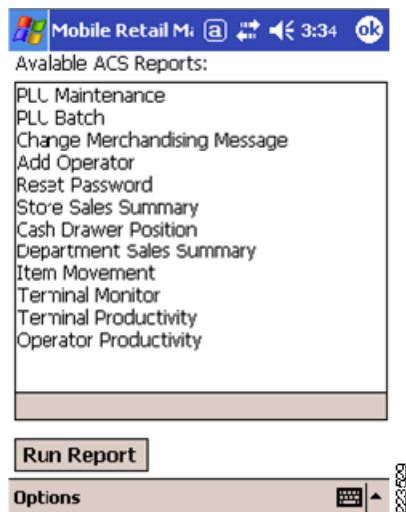 Mobile Retail Ma a 3:34 ok
Avalable ACS Reports:
PLU Maintenance
PLU Batch
Change Merchandising Message
Add Operator
Reset Password
Store Sales Summary
Cash Drawer Position
Department Sales Summary
Item Movement
Terminal Monitor
Terminal Productivity
Operator Productivity
Run Report
Options
223529